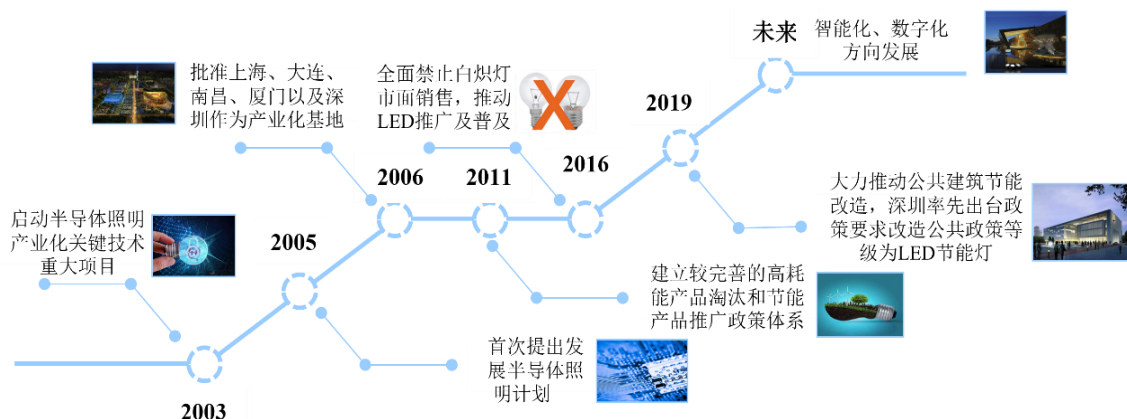 未来
智能化、数字化
方向发展
批准上海、大连、
南昌、厦门以及深
圳作为产业化基地
全面禁止白炽灯
市面销售，推动
LED推广及普及
2019
2006
2011
2016
大力推动公共建筑节能
改造，深圳率先出台政
策要求改造公共政策等
级为LED节能灯
启动半导体照明
产业化关键技术
重大项目
2005
建立较完善的高耗
能产品淘汰和节能
产品推广政策体系
首次提出发
展半导体照
明计划
2003